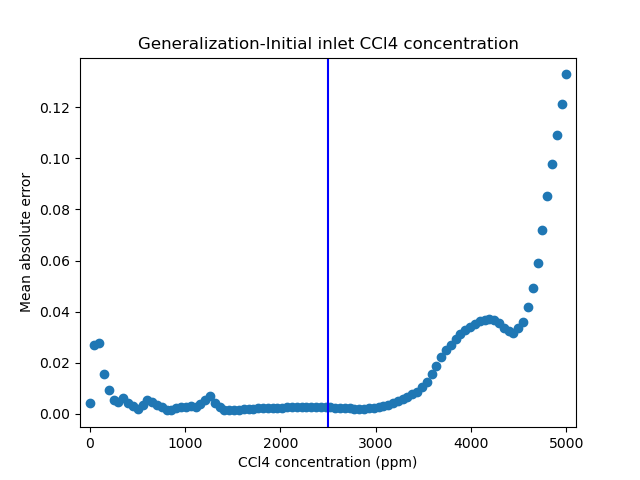 Generalization-Initial inlet CCl4 concentration
0.12
0.10
0.08
0.06
0.04
0.02
0.00
Mean absolute error
0 1000 2000 3000 4000 5000
CCl4 concentration (ppm)